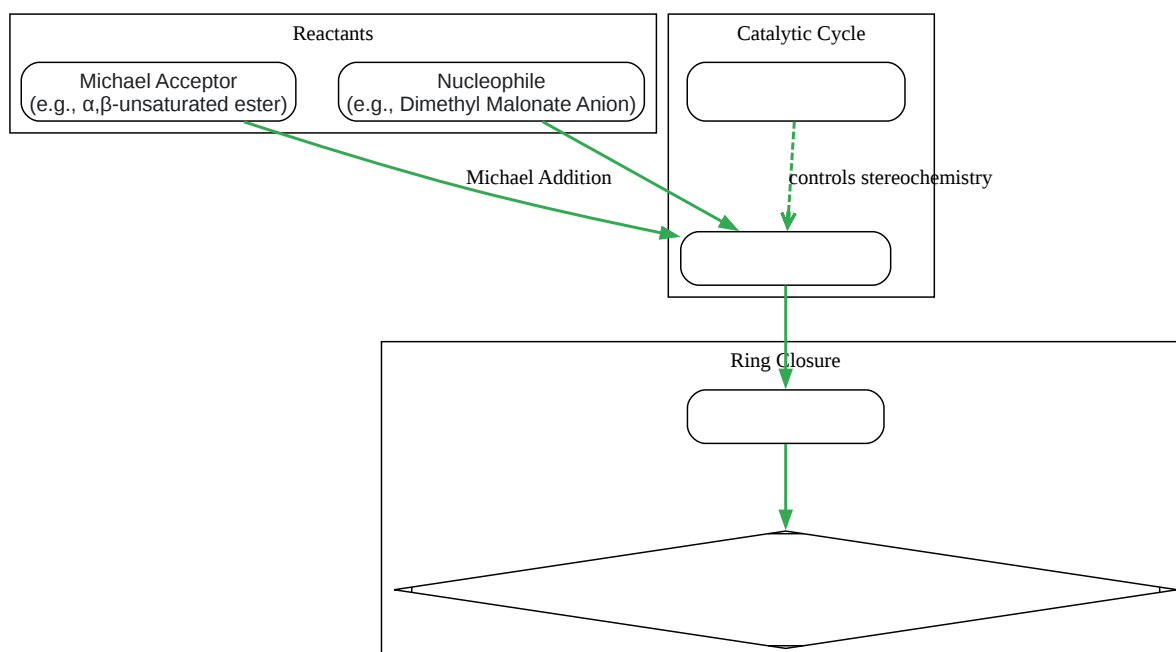 Reactants
Catalytic Cycle
Michael Acceptor
(e.g., α,β-unsaturated ester)
Nucleophile
(e.g., Dimethyl Malonate Anion)
Michael Addition
controls stereochemistry
Ring Closure